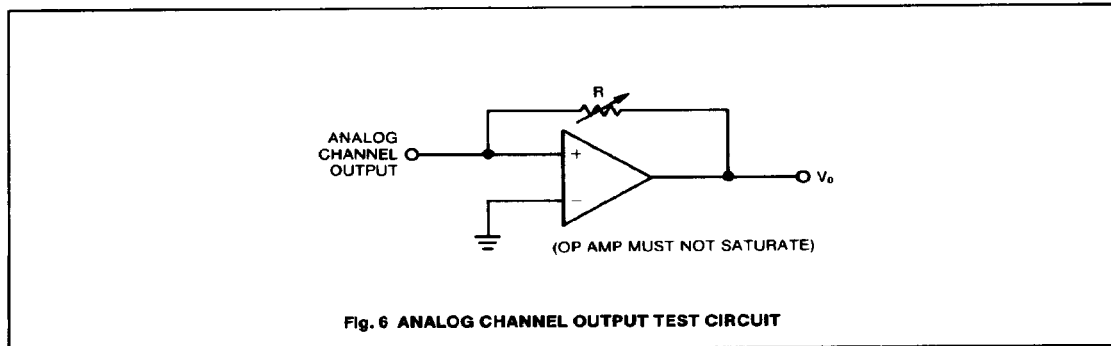 R
ANALOG
CHANNEL
OUTPUT
+
−
V₀
(OP AMP MUST NOT SATURATE)
Fig. 6 ANALOG CHANNEL OUTPUT TEST CIRCUIT